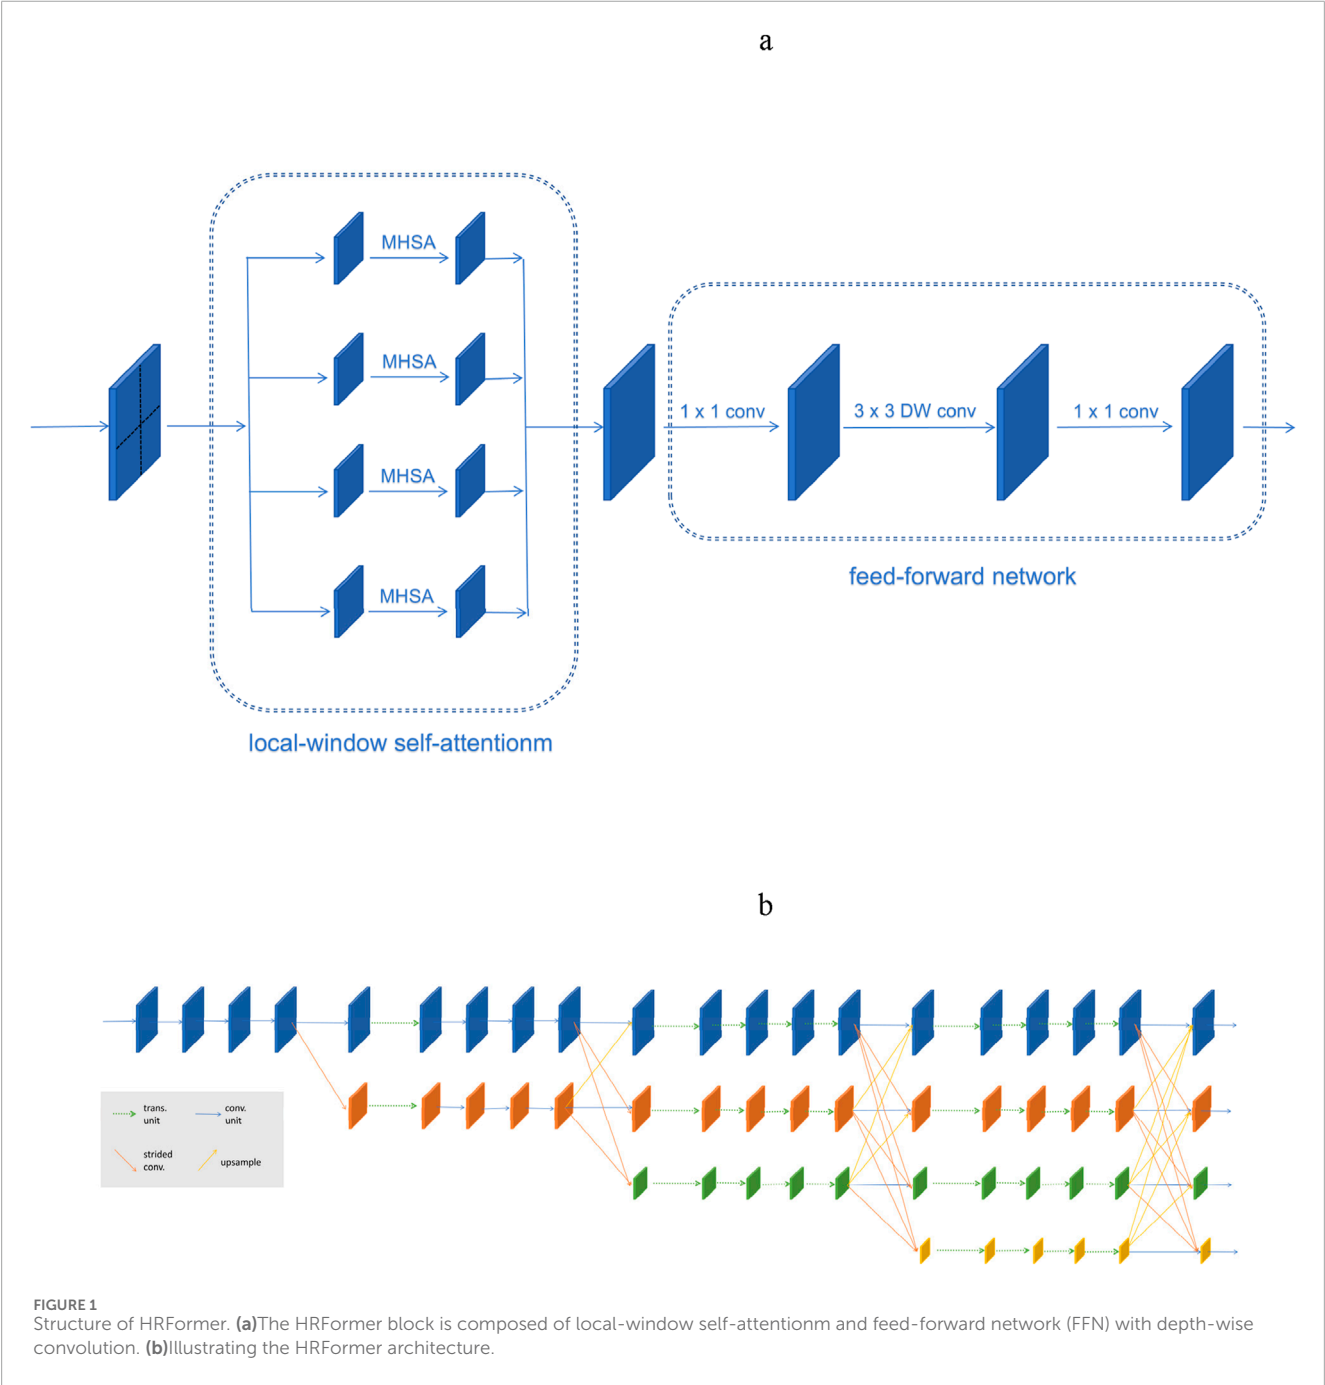 a
MHSA
MHSA
MHSA
MHSA
1 x 1 conv
3 x 3 DW conv
1 x 1 conv
feed-forward network
local-window self-attentionm
b
trans.
unit
conv.
unit
strided
conv.
upsample
FIGURE 1
Structure of HRFormer. (a)The HRFormer block is composed of local-window self-attentionm and feed-forward network (FFN) with depth-wise
convolution. (b)Illustrating the HRFormer architecture.